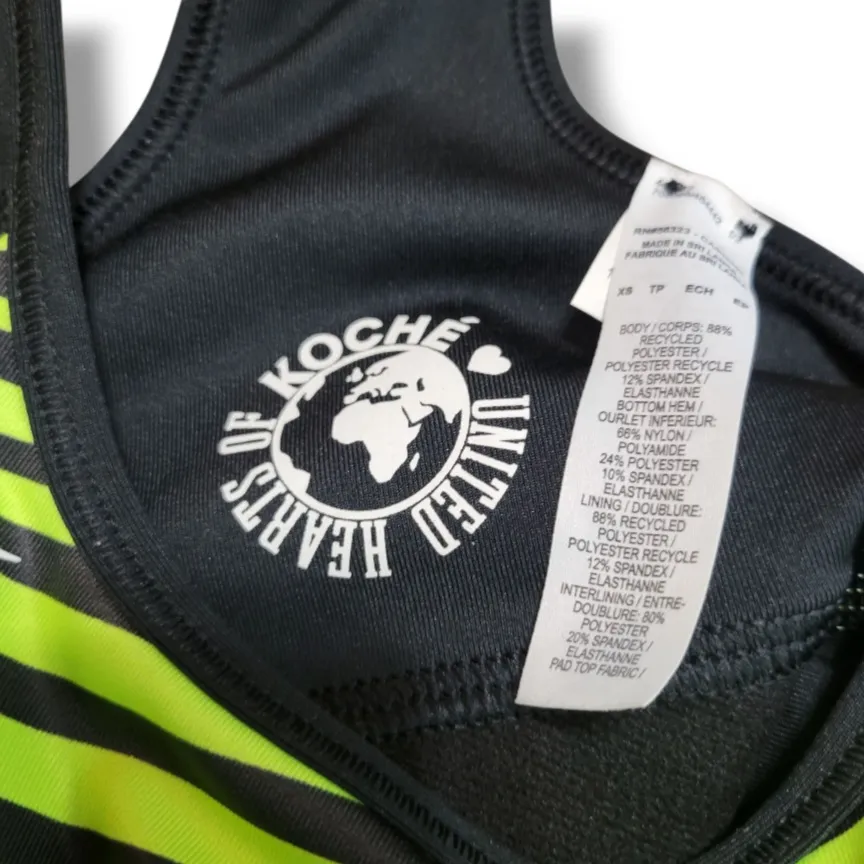 KOCHÉ
UNITED HEARTS OF
MADE IN SRI
FABRIQUE AU SRI
XS TP ECH EP
BODY / CORPS: 88%
RECYCLED
POLYESTER /
POLYESTER RECYCLE
12% SPANDEX /
ELASTHANNE
BOTTOM HEM /
OURLET INFERIEUR:
66% NYLON /
POLYAMIDE
24% POLYESTER
10% SPANDEX /
ELASTHANNE
LINING / DOUBLURE:
88% RECYCLED
POLYESTER /
POLYESTER RECYCLE
12% SPANDEX /
ELASTHANNE
INTERLINING / ENTRE-
DOUBLURE: 80%
POLYESTER
20% SPANDEX /
ELASTHANNE
PAD TOP FABRIC /